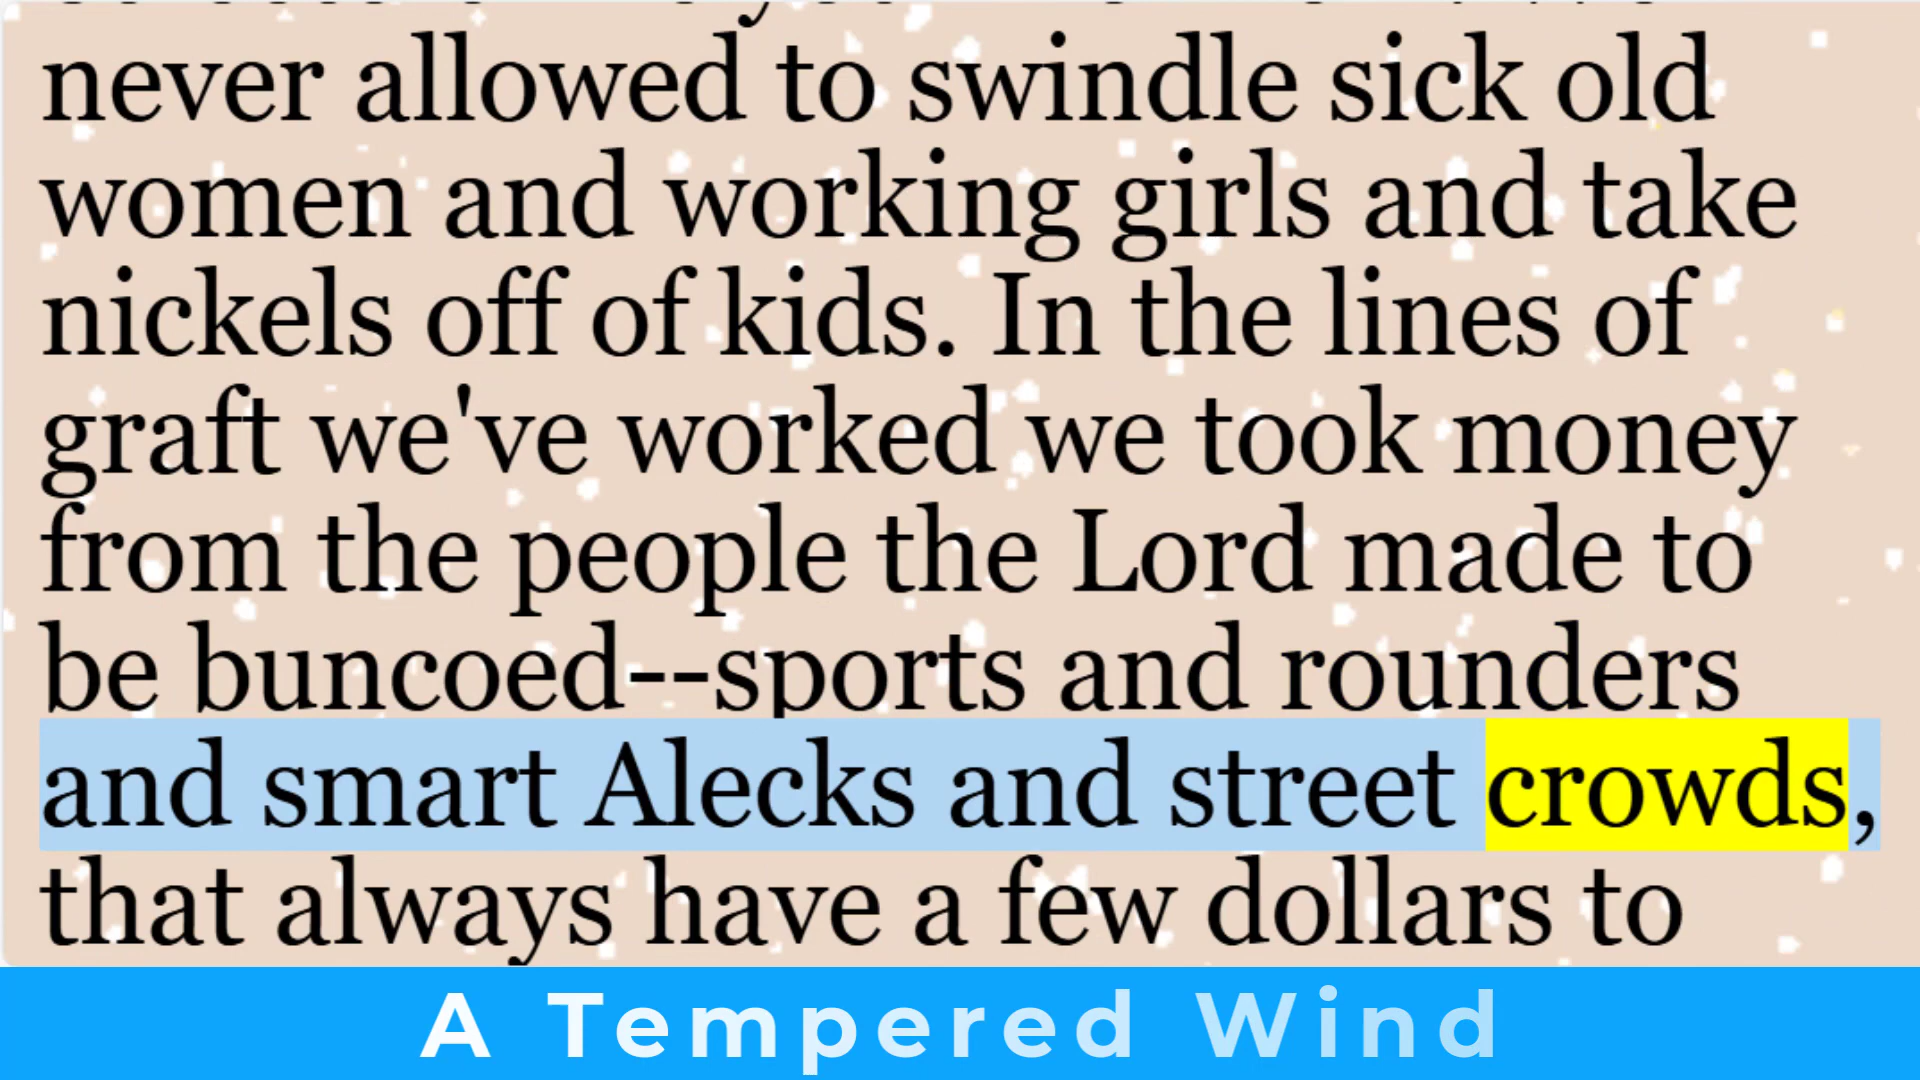 never allowed to swindle sick old
women and working girls and take
nickels off of kids. In the lines of
graft we've worked we took money
from the people the Lord made to
be buncoed--sports and rounders
and smart Alecks and street crowds,
that always have a few dollars to
A Tempered Wind